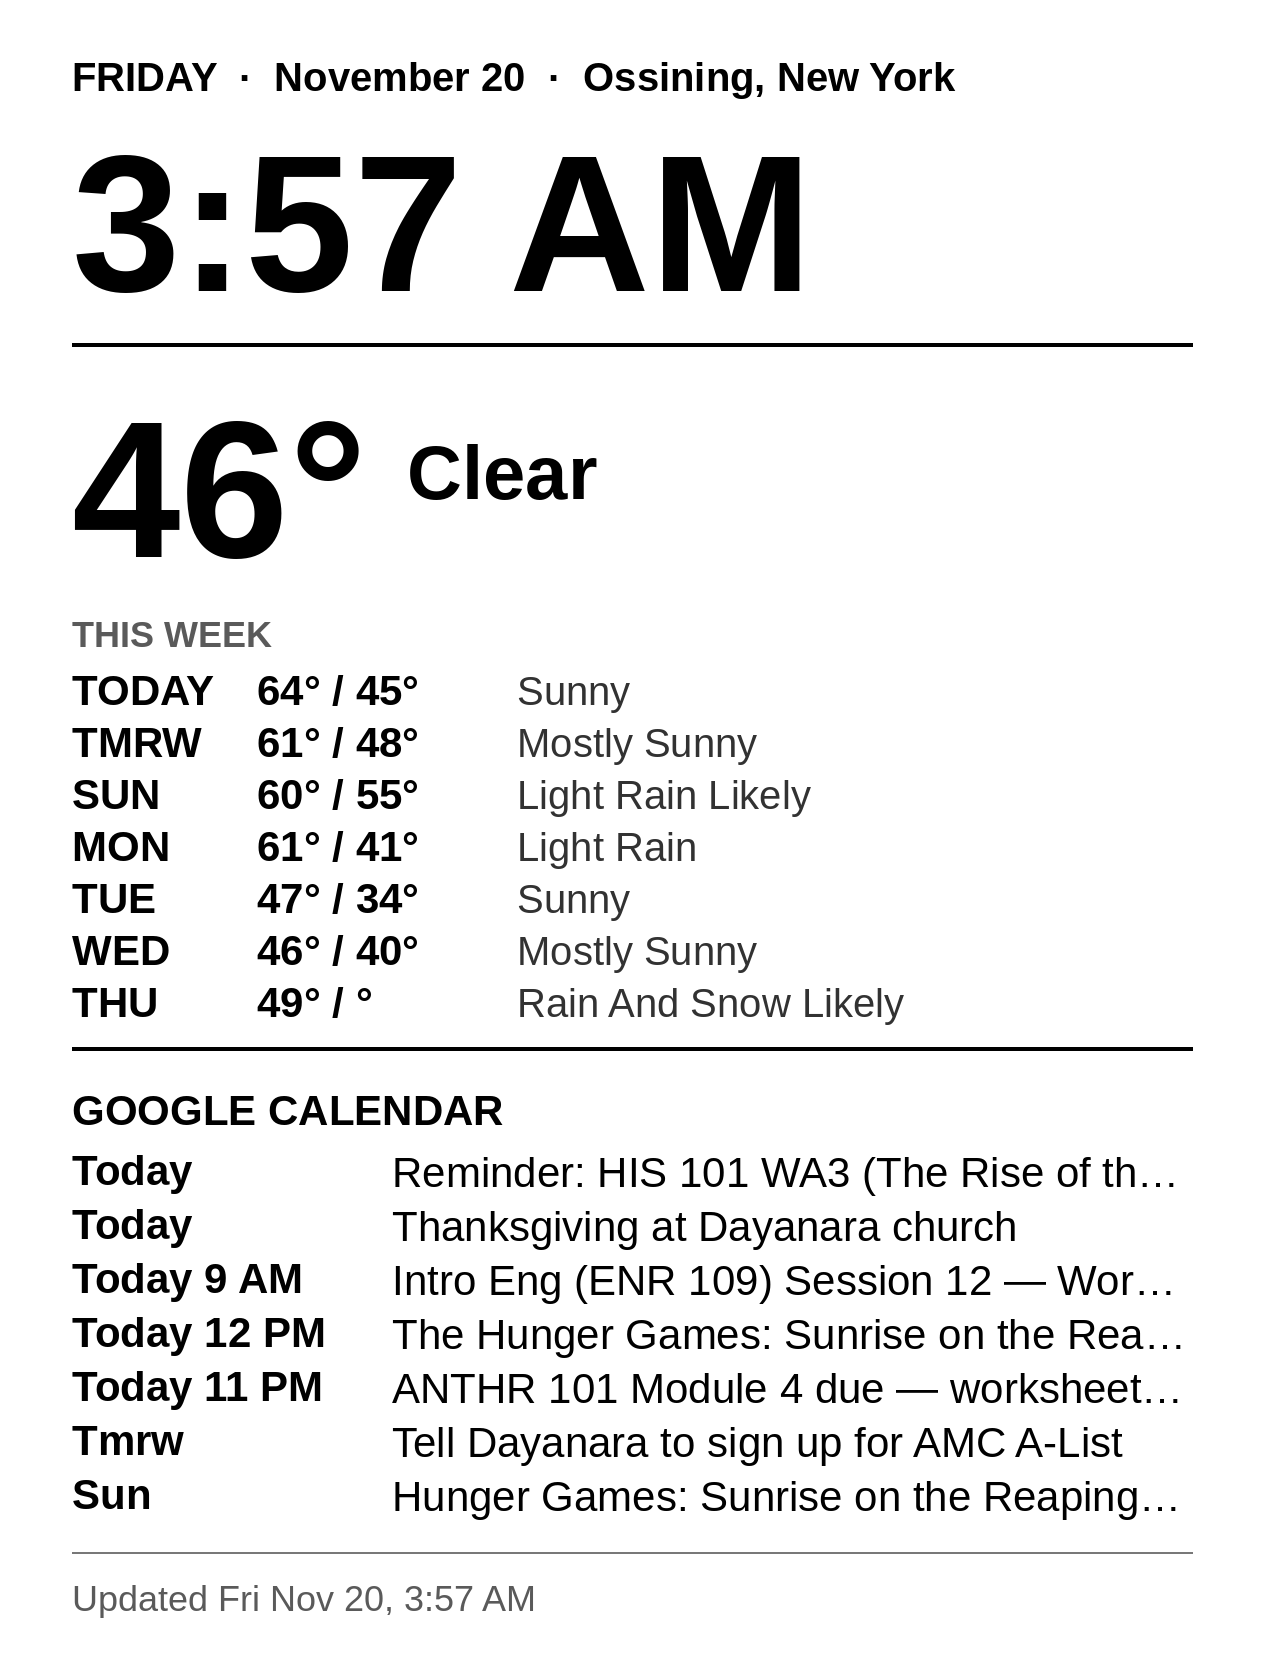 FRIDAY · November 20 · Ossining, New York
3:57 AM
46° Clear
THIS WEEK
TODAY 64° / 45° Sunny
TMRW 61° / 48° Mostly Sunny
SUN 60° / 55° Light Rain Likely
MON 61° / 41° Light Rain
TUE 47° / 34° Sunny
WED 46° / 40° Mostly Sunny
THU 49° / ° Rain And Snow Likely
GOOGLE CALENDAR
Today Reminder: HIS 101 WA3 (The Rise of th…
Today Thanksgiving at Dayanara church
Today 9 AM Intro Eng (ENR 109) Session 12 — Wor…
Today 12 PM The Hunger Games: Sunrise on the Rea…
Today 11 PM ANTHR 101 Module 4 due — worksheet…
Tmrw Tell Dayanara to sign up for AMC A-List
Sun Hunger Games: Sunrise on the Reaping…
Updated Fri Nov 20, 3:57 AM